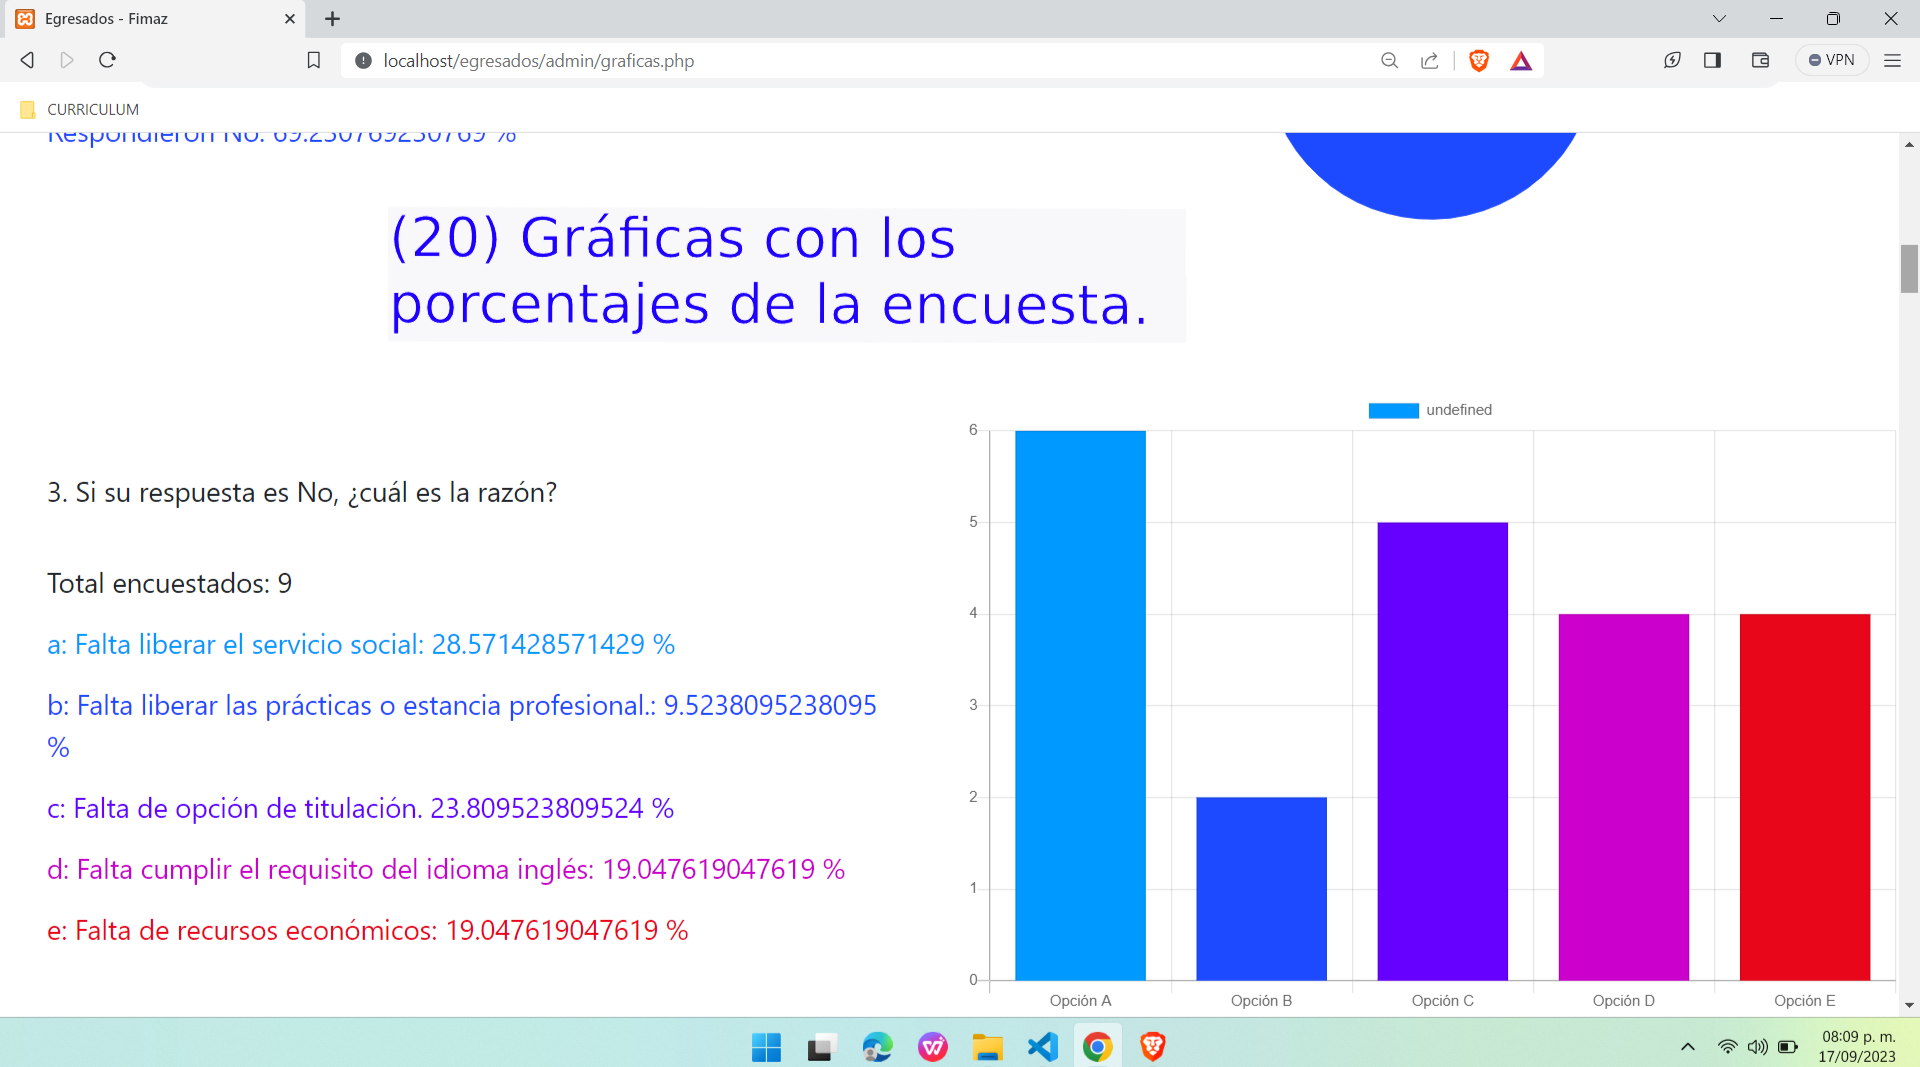 Egresados - Fimaz
localhost/egresados/admin/graficas.php
VPN
CURRICULUM
Respondieron No: 69.230769230769 %
(20) Gráficas con los
porcentajes de la encuesta.
undefined
3. Si su respuesta es No, ¿cuál es la razón?
Total encuestados: 9
a: Falta liberar el servicio social: 28.571428571429 %
b: Falta liberar las prácticas o estancia profesional.: 9.5238095238095
%
c: Falta de opción de titulación. 23.809523809524 %
d: Falta cumplir el requisito del idioma inglés: 19.047619047619 %
e: Falta de recursos económicos: 19.047619047619 %
6
5
4
3
2
1
0
Opción A
Opción B
Opción C
Opción D
Opción E
08:09 p. m.
17/09/2023